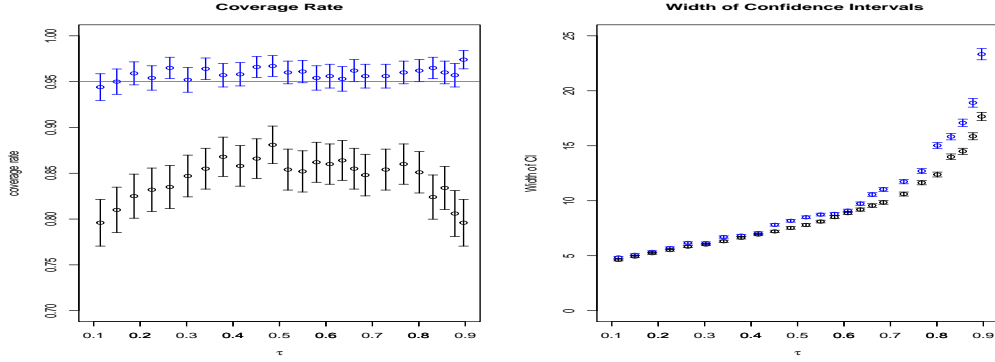 Coverage Rate
coverage rate
1.00
0.95
0.90
0.85
0.80
0.75
0.70
0.1 0.2 0.3 0.4 0.5 0.6 0.7 0.8 0.9
τ
Width of Confidence Intervals
Width of CI
25
20
15
10
5
0
0.1 0.2 0.3 0.4 0.5 0.6 0.7 0.8 0.9
τ